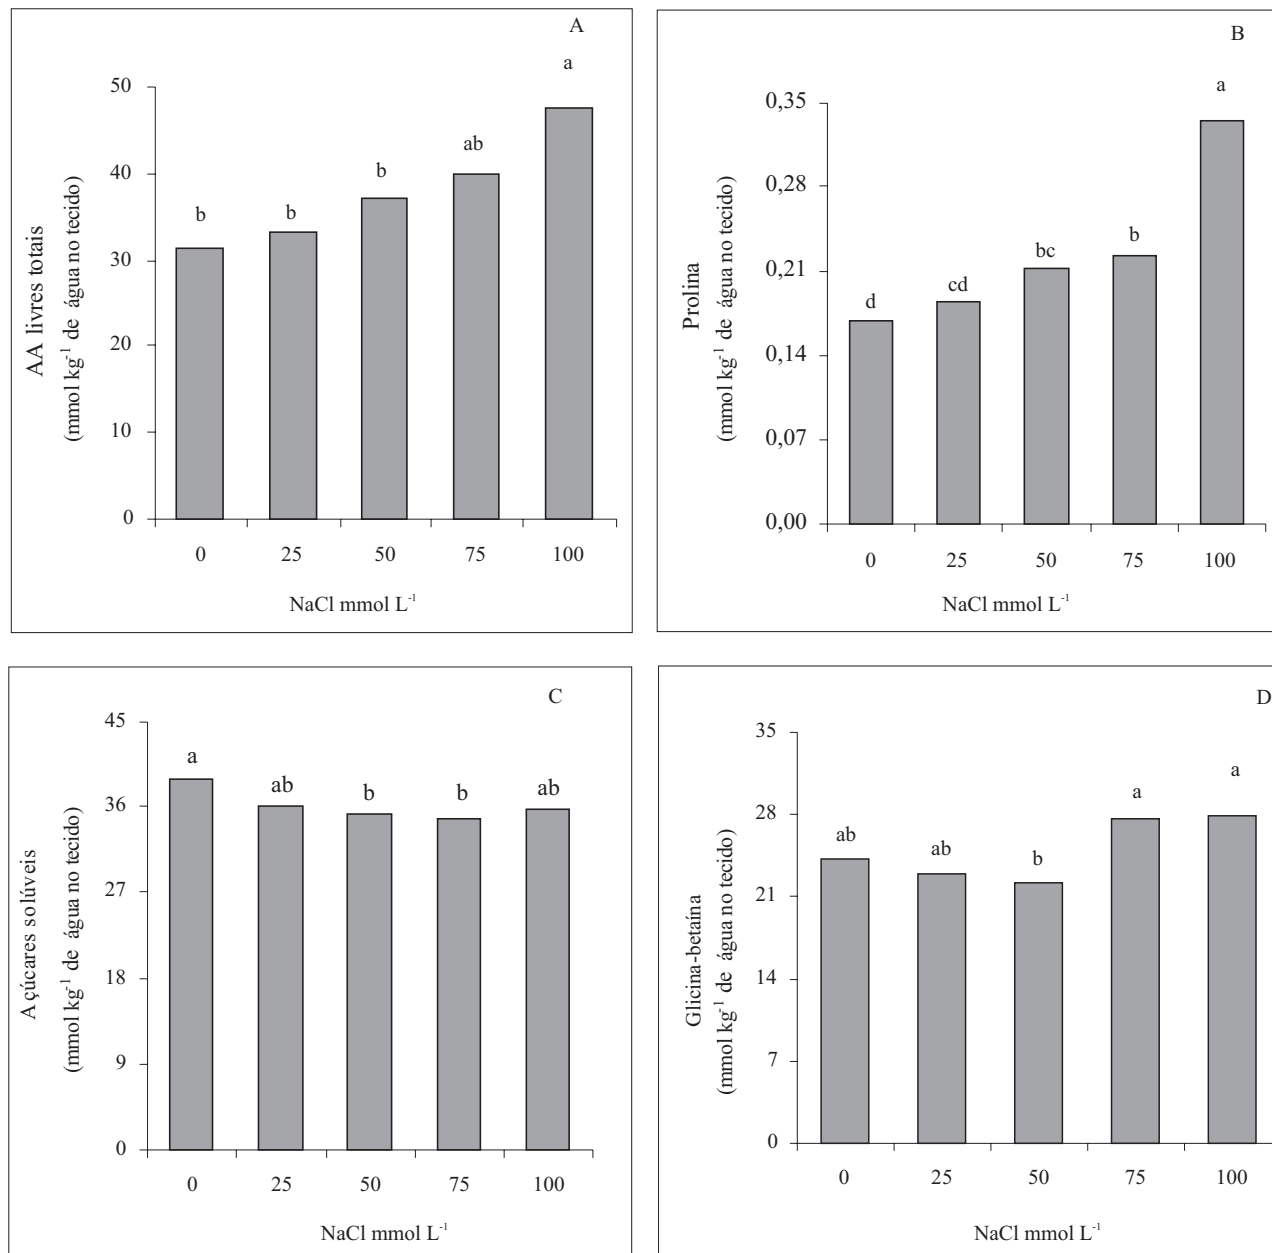 A
a
50
40
30
20
10
0
b
b
b
ab
AA livres totais
(mmol kg⁻¹ de água no tecido)
0 25 50 75 100
NaCl mmol L⁻¹
B
a
0,35
0,28
0,21
0,14
0,07
0,00
d
cd
bc
b
Prolina
(mmol kg⁻¹ de água no tecido)
0 25 50 75 100
NaCl mmol L⁻¹
C
45
36
27
18
9
0
a
ab
b
b
ab
Açúcares solúveis
(mmol kg⁻¹ de água no tecido)
0 25 50 75 100
NaCl mmol L⁻¹
D
35
28
21
14
7
0
ab
ab
b
a
a
Glicina-betaína
(mmol kg⁻¹ de água no tecido)
0 25 50 75 100
NaCl mmol L⁻¹